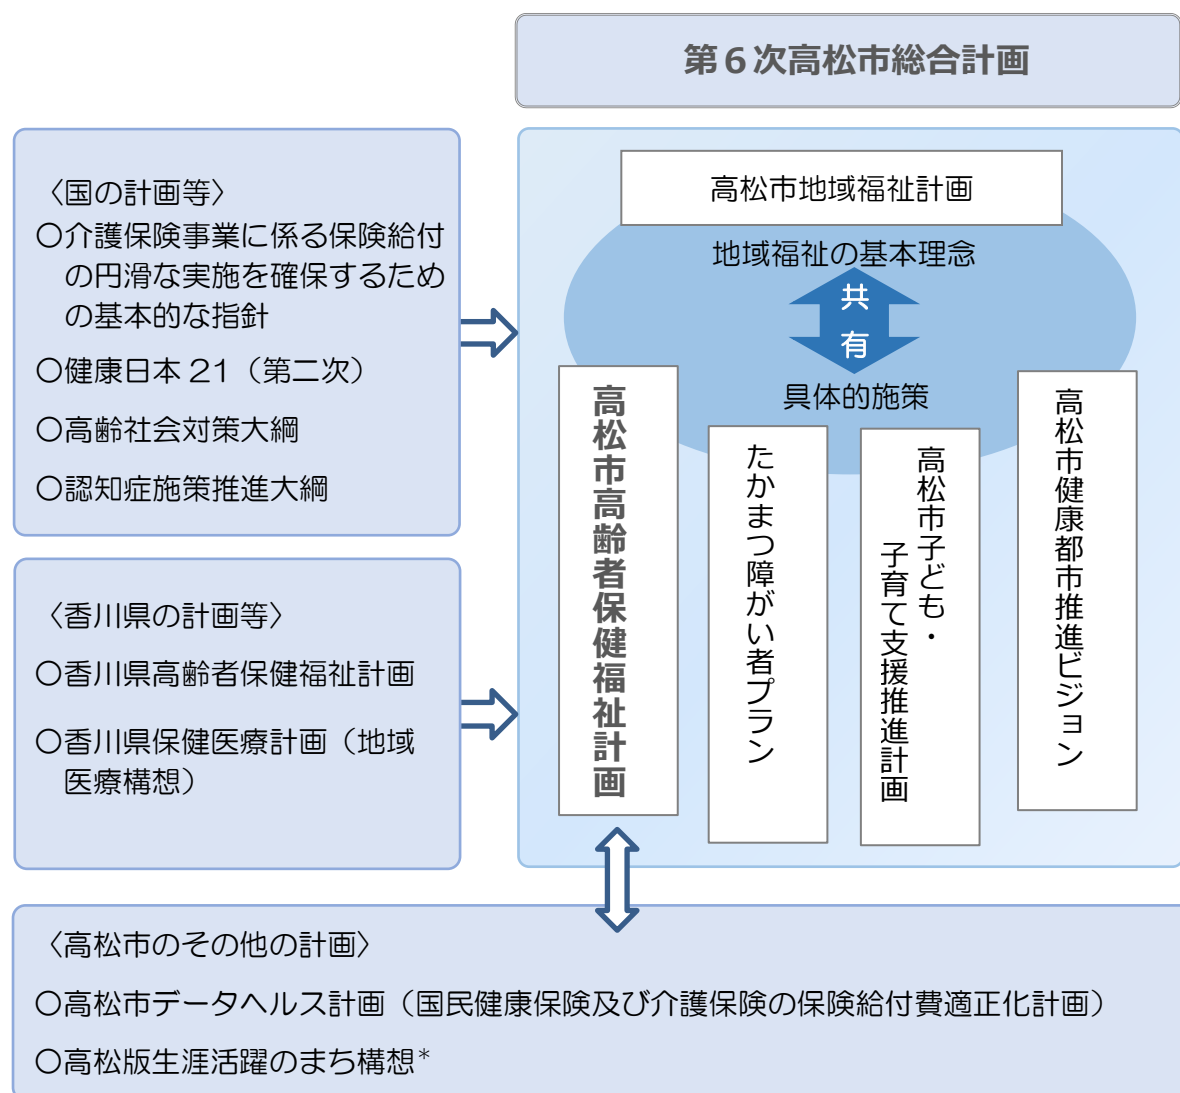 第6次高松市総合計画
〈国の計画等〉
〇介護保険事業に係る保険給付
の円滑な実施を確保するため
の基本的な指針
〇健康日本 21（第二次）
〇高齢社会対策大綱
〇認知症施策推進大綱
〈香川県の計画等〉
〇香川県高齢者保健福祉計画
〇香川県保健医療計画（地域
医療構想）
高松市地域福祉計画
地域福祉の基本理念
共
有
具体的施策
高松市高齢者保健福祉計画
たかまつ障がい者プラン
高松市子ども・
子育て支援推進計画
高松市健康都市推進ビジョン
〈高松市のその他の計画〉
〇高松市データヘルス計画（国民健康保険及び介護保険の保険給付費適正化計画）
〇高松版生涯活躍のまち構想*